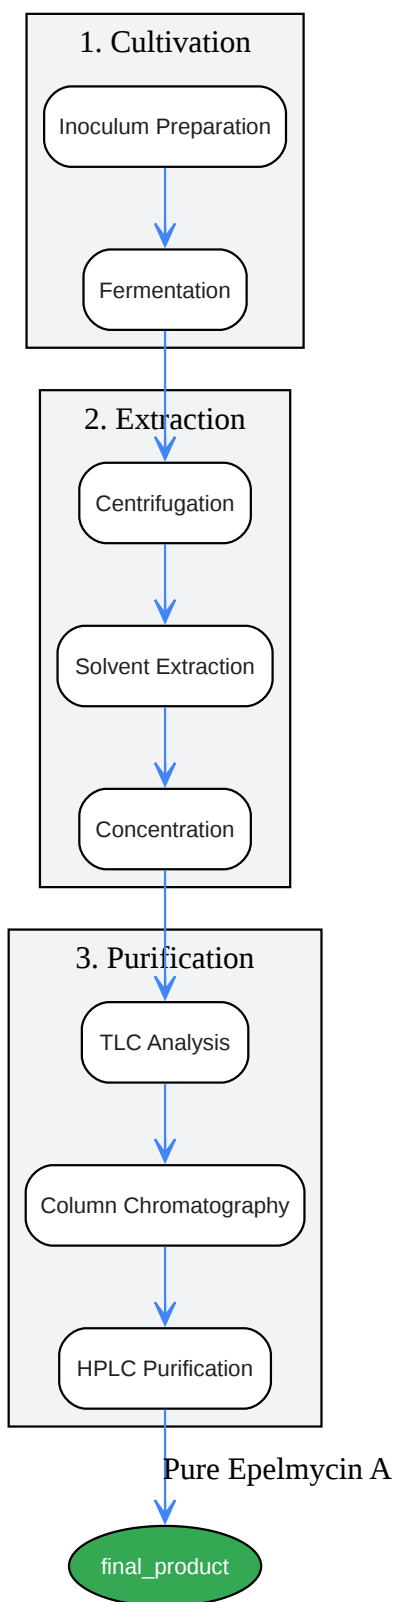 1. Cultivation
Inoculum Preparation
Fermentation
2. Extraction
Centrifugation
Solvent Extraction
Concentration
3. Purification
TLC Analysis
Column Chromatography
HPLC Purification
Pure Epelmycin A
final_product